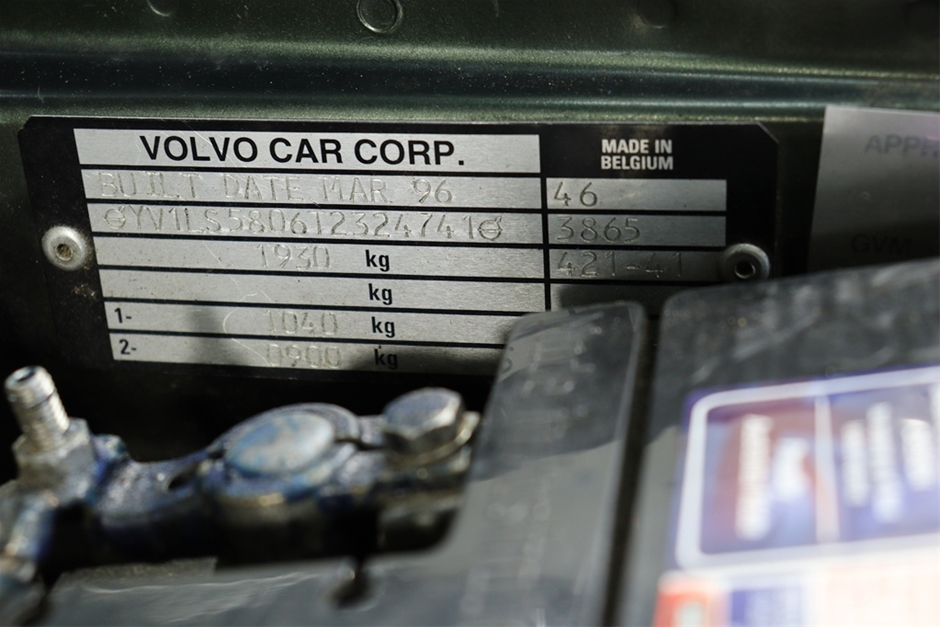 VOLVO CAR CORP.
MADE IN
BELGIUM
BUILT DATE MAR 96
46
YV1LS5806T2324741
3865
1930 kg
421-41
kg
1- 1040 kg
2- 0900 kg
GVM